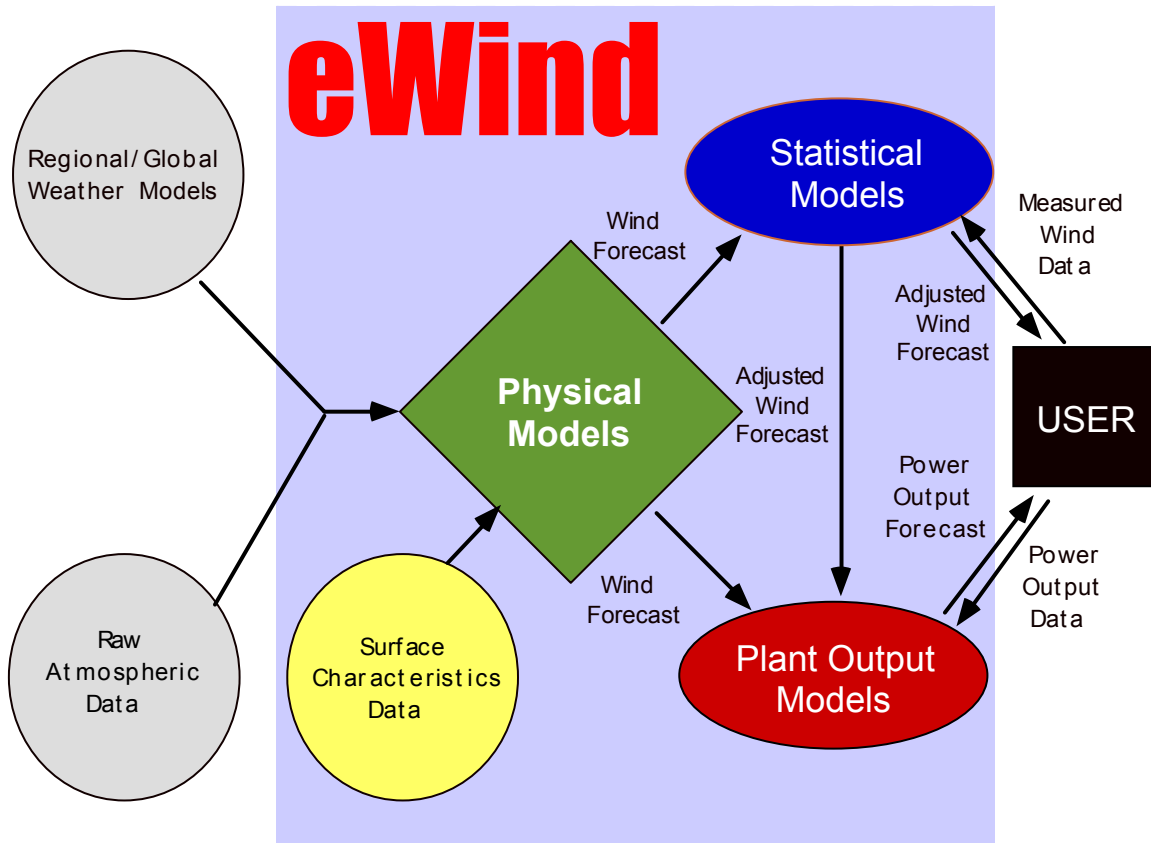 eWind
Regional/Global
Weather Models
Statistical
Models
Measured
Wind
Data
Wind
Forecast
Adjusted
Wind
Forecast
Physical
Models
Adjusted
Wind
Forecast
USER
Power
Output
Forecast
Power
Output
Data
Wind
Forecast
Raw
Atmospheric
Data
Surface
Characteristics
Data
Plant Output
Models